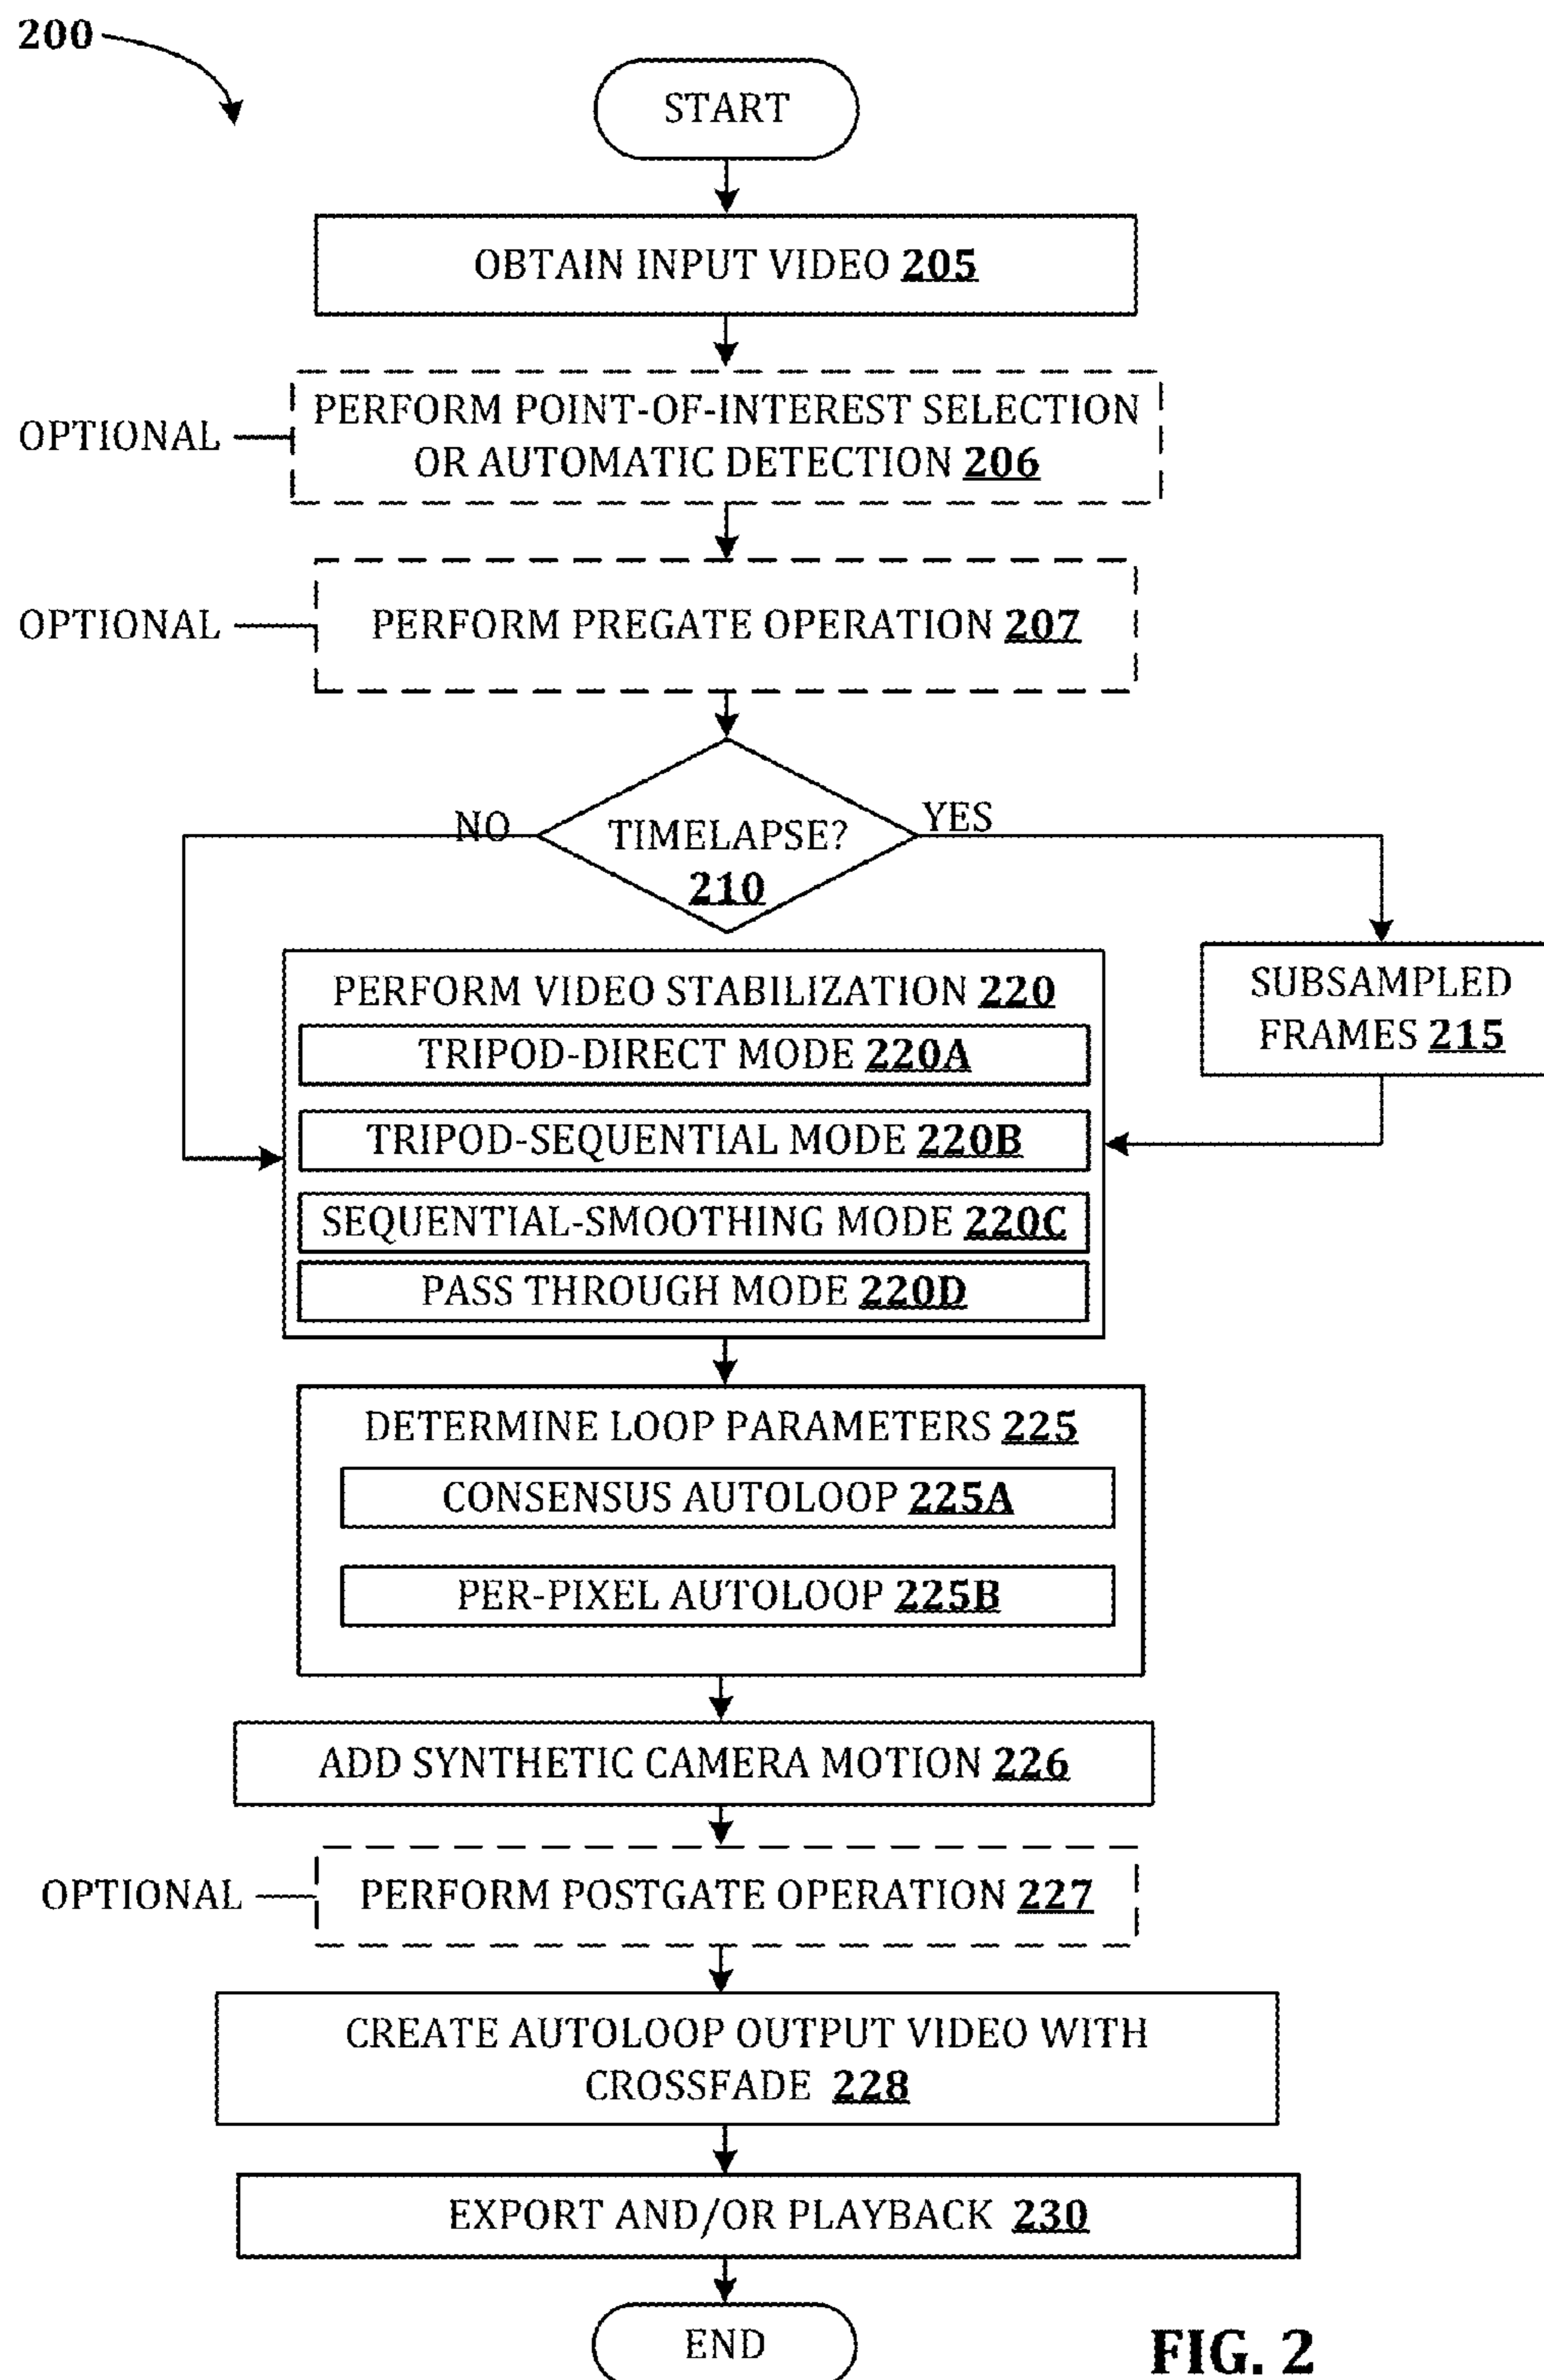 200
START
OBTAIN INPUT VIDEO 205
OPTIONAL
PERFORM POINT-OF-INTEREST SELECTION
OR AUTOMATIC DETECTION 206
OPTIONAL
PERFORM PREGATE OPERATION 207
NO
TIMELAPSE?
210
YES
SUBSAMPLED
FRAMES 215
PERFORM VIDEO STABILIZATION 220
TRIPOD-DIRECT MODE 220A
TRIPOD-SEQUENTIAL MODE 220B
SEQUENTIAL-SMOOTHING MODE 220C
PASS THROUGH MODE 220D
DETERMINE LOOP PARAMETERS 225
CONSENSUS AUTOLOOP 225A
PER-PIXEL AUTOLOOP 225B
ADD SYNTHETIC CAMERA MOTION 226
OPTIONAL
PERFORM POSTGATE OPERATION 227
CREATE AUTOLOOP OUTPUT VIDEO WITH
CROSSFADE 228
EXPORT AND/OR PLAYBACK 230
END
FIG. 2